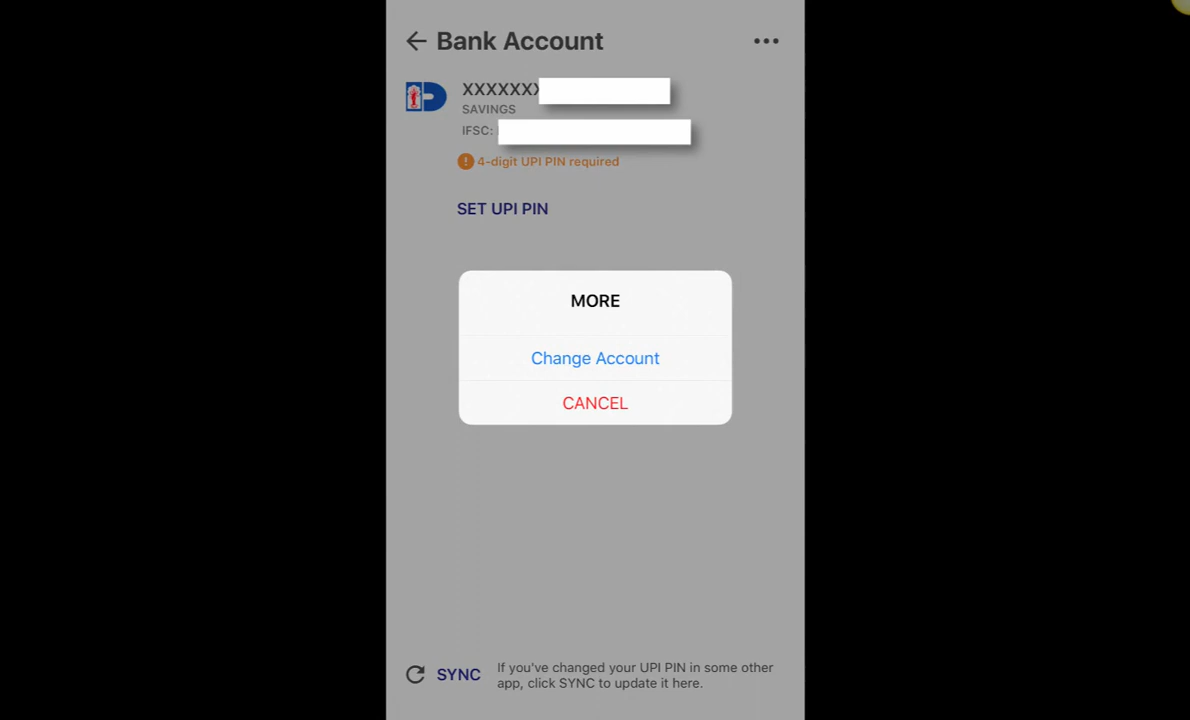 Bank Account
XXXXXXX
SAVINGS
IFSC:
4-digit UPI PIN required
SET UPI PIN
MORE
Change Account
CANCEL
SYNC
If you've changed your UPI PIN in some other
app, click SYNC to update it here.